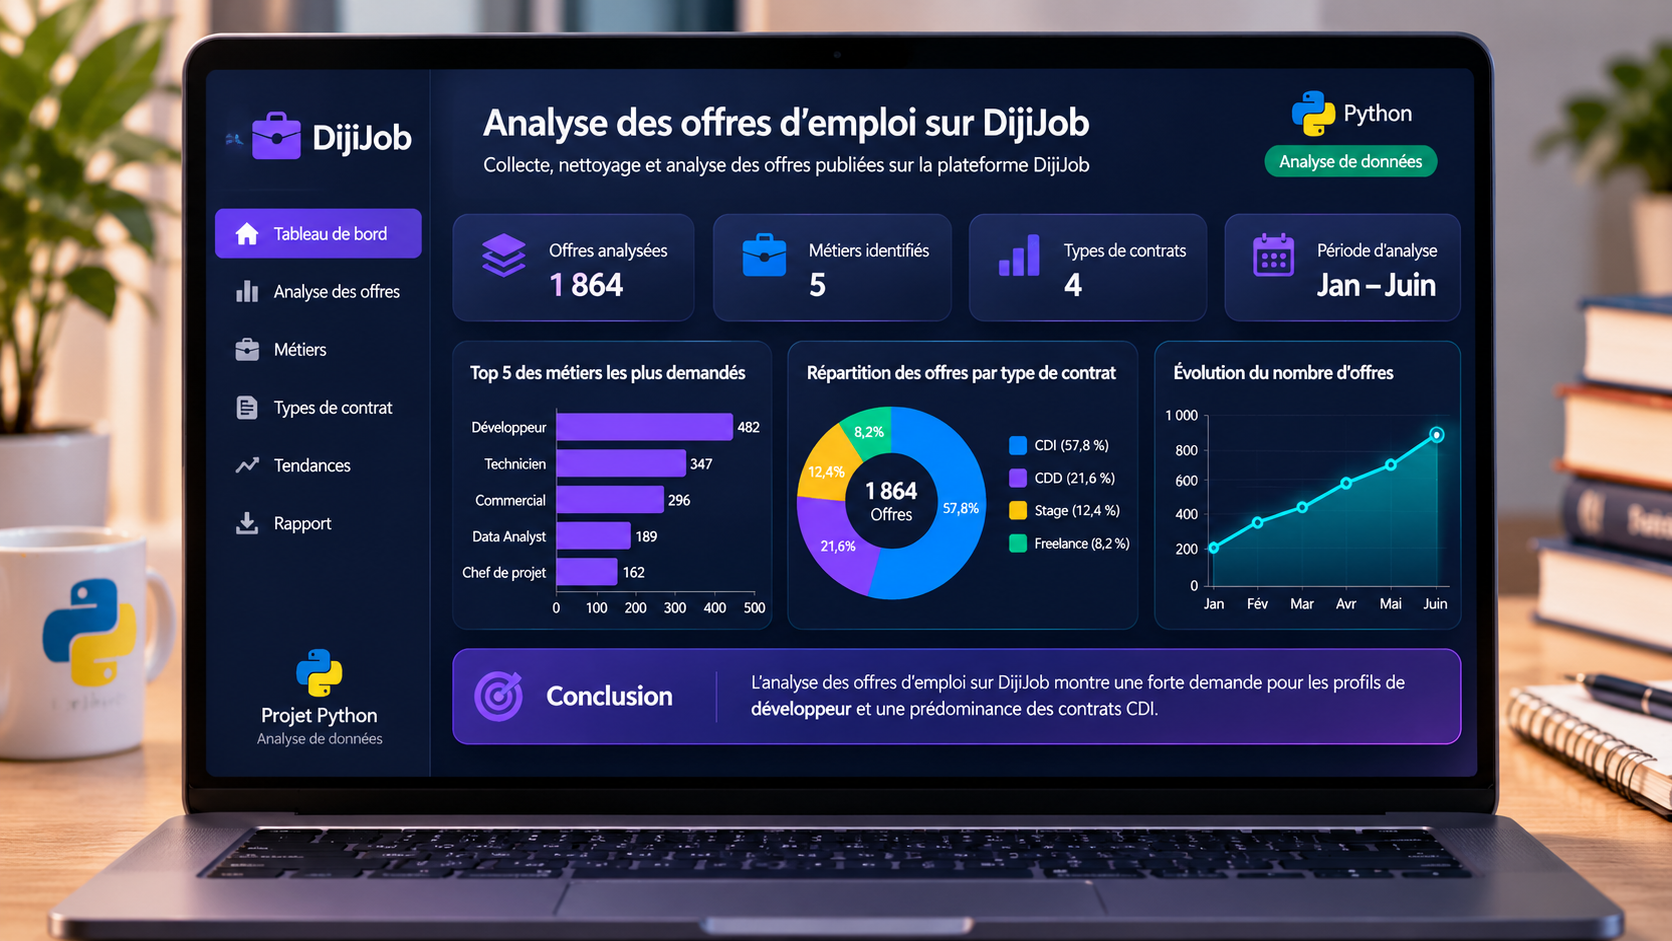 DijiJob
Analyse des offres d'emploi sur DijiJob
Collecte, nettoyage et analyse des offres publiées sur la plateforme DijiJob
Python
Analyse de données
Tableau de bord
Analyse des offres
Métiers
Types de contrat
Tendances
Rapport
Projet Python
Analyse de données
Offres analysées
1 864
Métiers identifiés
5
Types de contrats
4
Période d'analyse
Jan – Juin
Top 5 des métiers les plus demandés
Développeur 482
Technicien 347
Commercial 296
Data Analyst 189
Chef de projet 162
0 100 200 300 400 500
Répartition des offres par type de contrat
8,2%
12,4%
21,6%
57,8%
1 864
Offres
CDI (57,8 %)
CDD (21,6 %)
Stage (12,4 %)
Freelance (8,2 %)
Évolution du nombre d'offres
1 000
800
600
400
200
0
Jan Fév Mar Avr Mai Juin
Conclusion
L'analyse des offres d'emploi sur DijiJob montre une forte demande pour les profils de
développeur et une prédominance des contrats CDI.